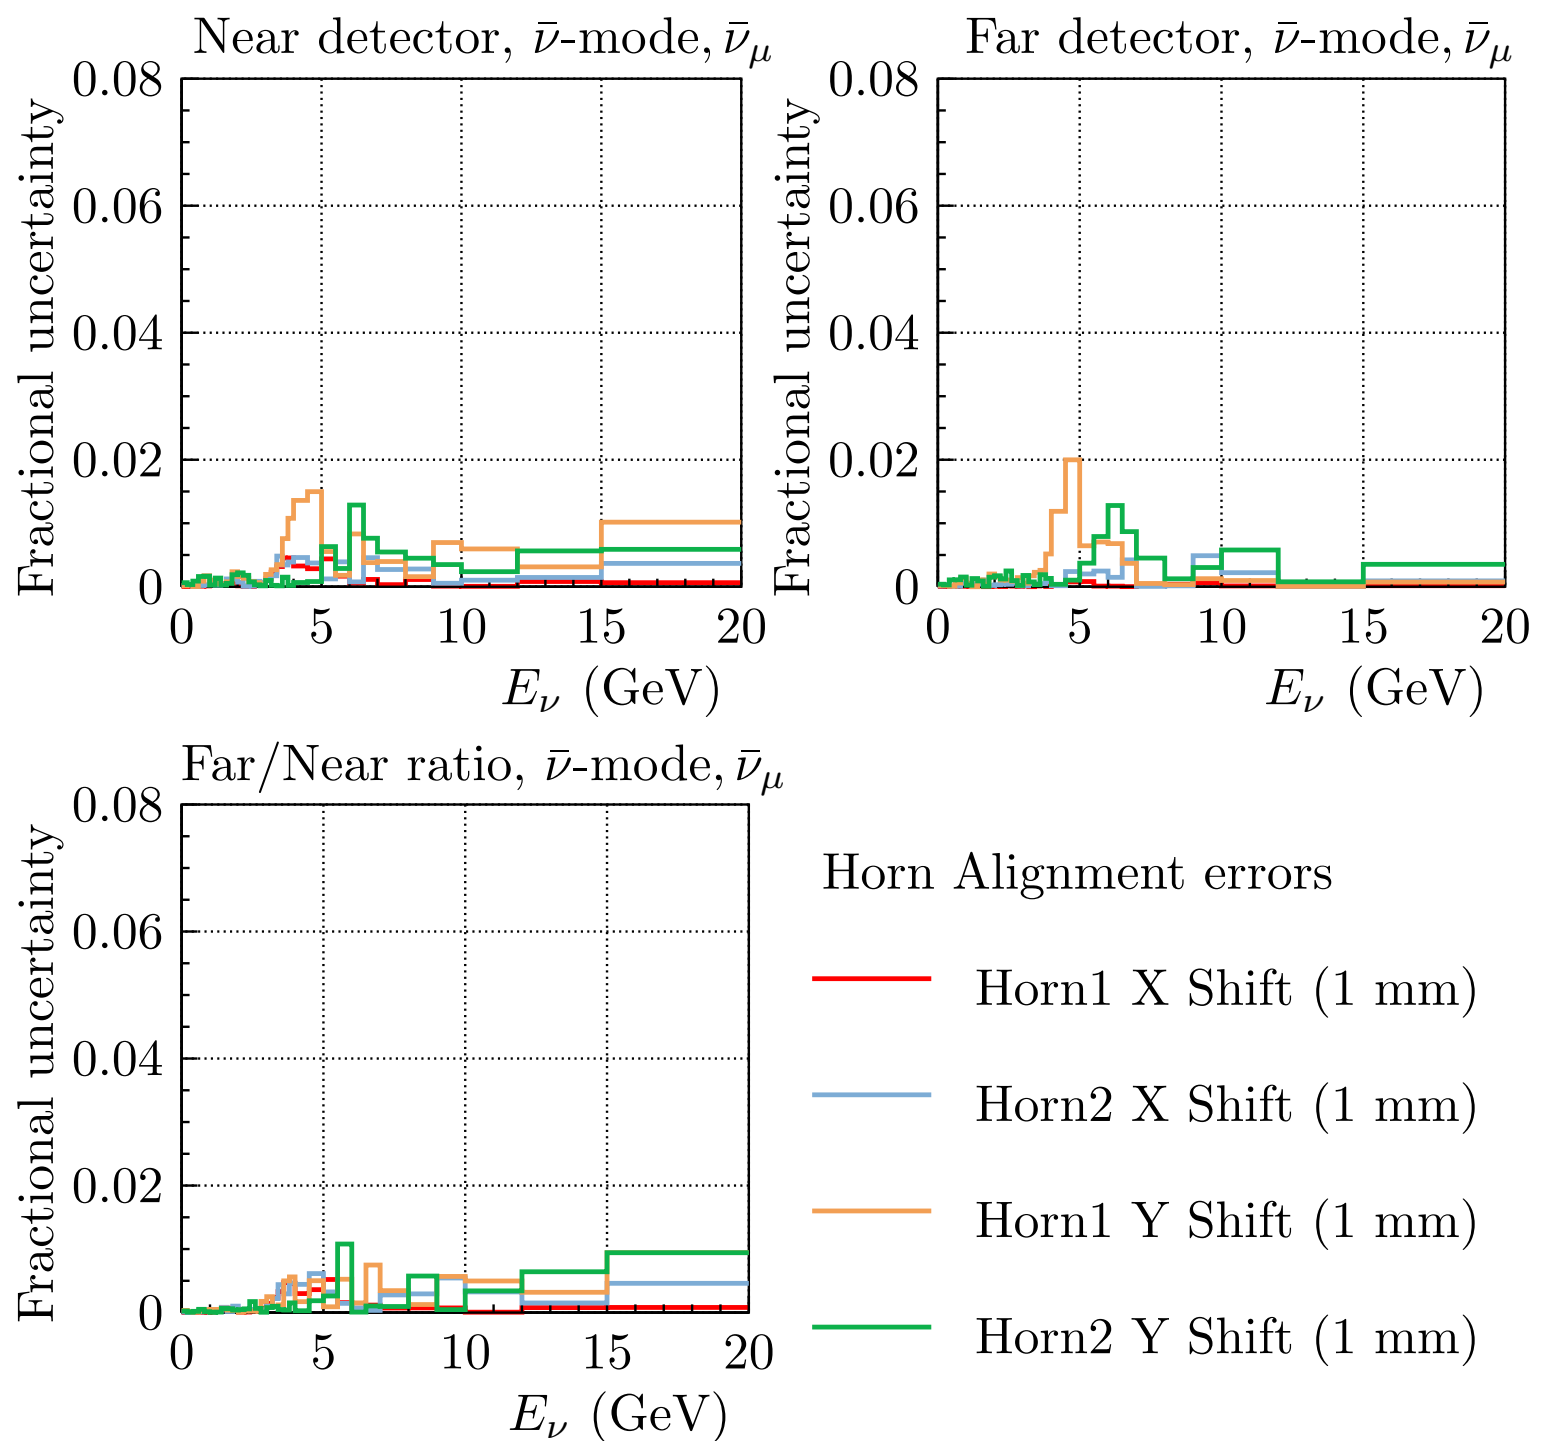 Near detector, ν̄-mode, ν̄μ
Fractional uncertainty
0.08
0.06
0.04
0.02
0
0 5 10 15 20
Eν (GeV)
Far detector, ν̄-mode, ν̄μ
Fractional uncertainty
0.08
0.06
0.04
0.02
0
0 5 10 15 20
Eν (GeV)
Far/Near ratio, ν̄-mode, ν̄μ
Fractional uncertainty
0.08
0.06
0.04
0.02
0
0 5 10 15 20
Eν (GeV)
Horn Alignment errors
Horn1 X Shift (1 mm)
Horn2 X Shift (1 mm)
Horn1 Y Shift (1 mm)
Horn2 Y Shift (1 mm)